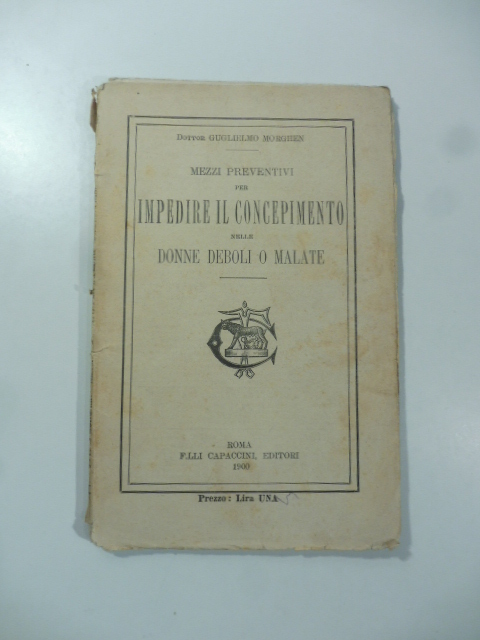 Dottor GUGLIELMO MORGHEN
MEZZI PREVENTIVI
PER
IMPEDIRE IL CONCEPIMENTO
NELLE
DONNE DEBOLI O MALATE
ROMA
F.LLI CAPACCINI, EDITORI
1900
Prezzo: Lira UNA